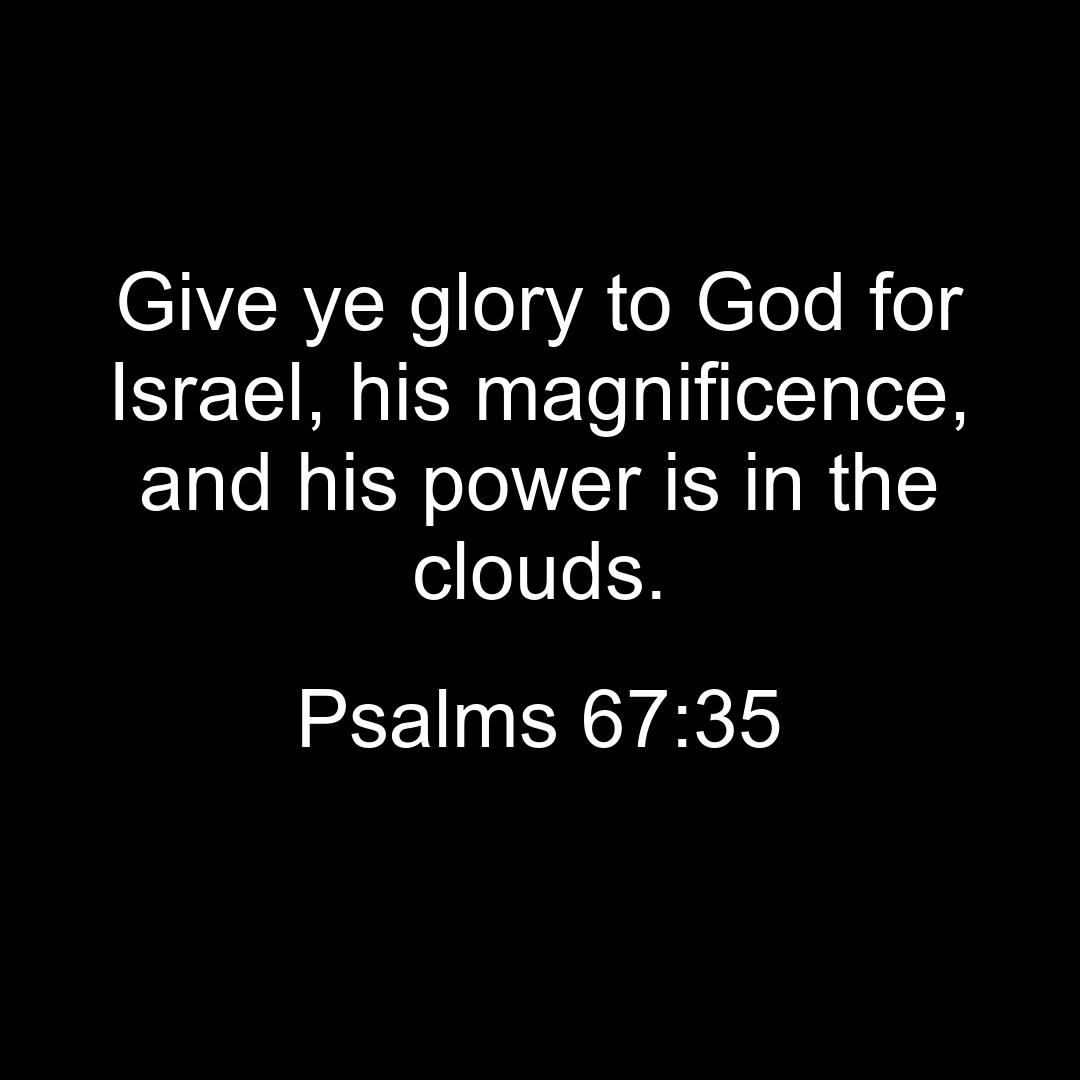 Give ye glory to God for
Israel, his magnificence,
and his power is in the
clouds.
Psalms 67:35